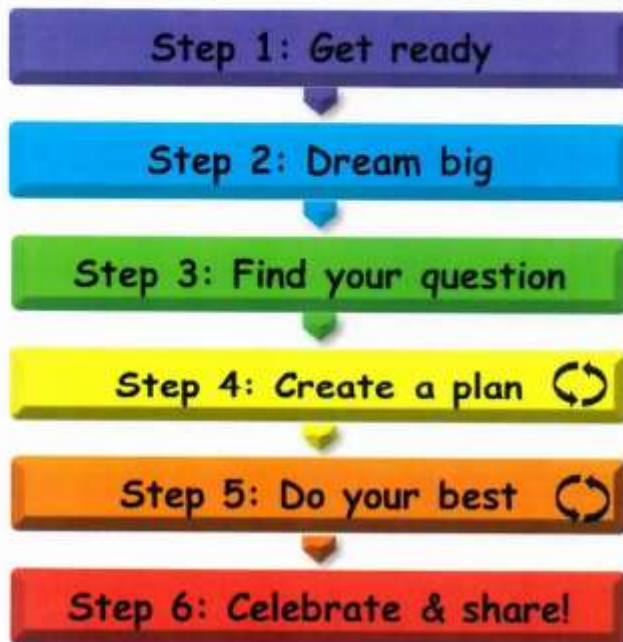 Step 1: Get ready
Step 2: Dream big
Step 3: Find your question
Step 4: Create a plan
Step 5: Do your best
Step 6: Celebrate & share!